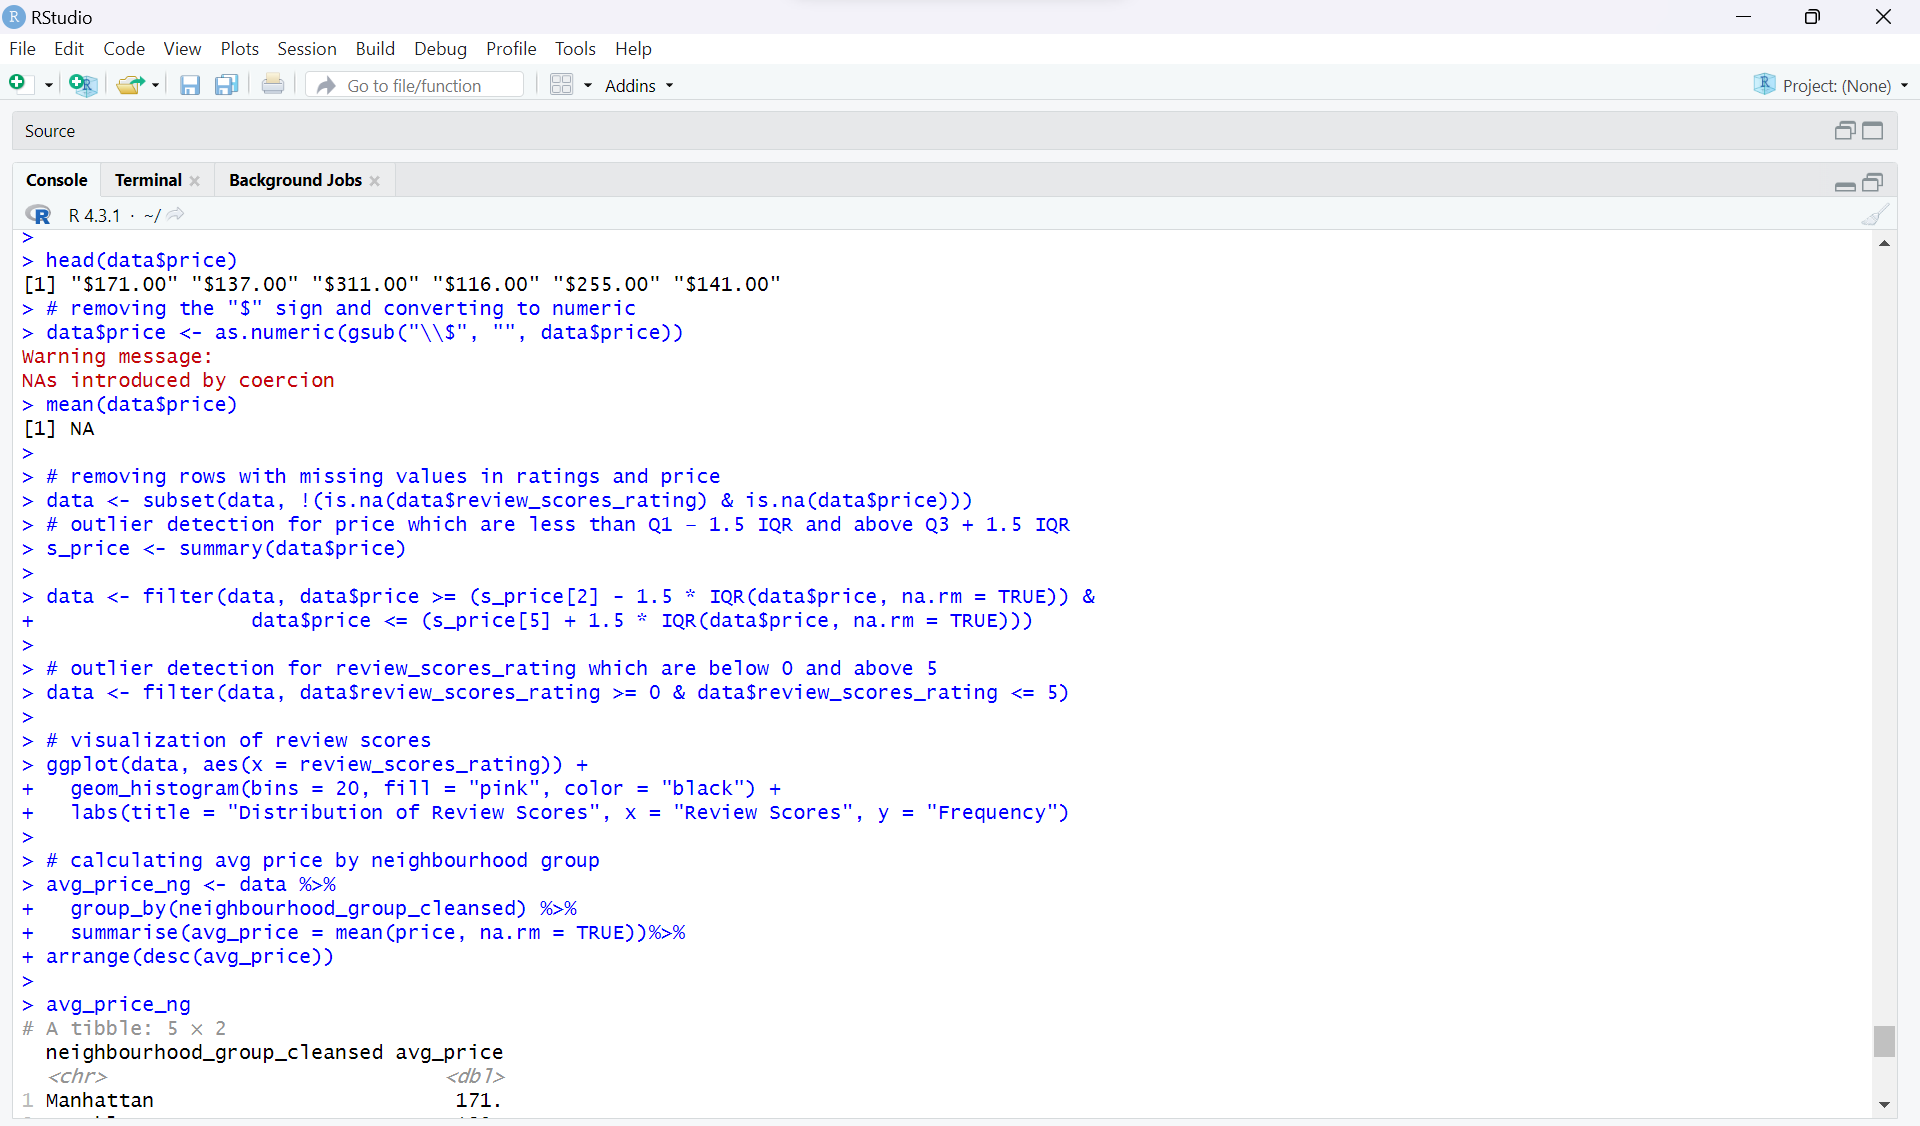 RStudio
File Edit Code View Plots Session Build Debug Profile Tools Help
Go to file/function Addins Project: (None)
Source
Console Terminal Background Jobs
R 4.3.1 · ~/
>
> head(data$price)
[1] "$171.00" "$137.00" "$311.00" "$116.00" "$255.00" "$141.00"
> # removing the "$" sign and converting to numeric
> data$price <- as.numeric(gsub("\\$", "", data$price))
Warning message:
NAs introduced by coercion
> mean(data$price)
[1] NA
>
> # removing rows with missing values in ratings and price
> data <- subset(data, !(is.na(data$review_scores_rating) & is.na(data$price)))
> # outlier detection for price which are less than Q1 – 1.5 IQR and above Q3 + 1.5 IQR
> s_price <- summary(data$price)
>
> data <- filter(data, data$price >= (s_price[2] - 1.5 * IQR(data$price, na.rm = TRUE)) &
+                  data$price <= (s_price[5] + 1.5 * IQR(data$price, na.rm = TRUE)))
>
> # outlier detection for review_scores_rating which are below 0 and above 5
> data <- filter(data, data$review_scores_rating >= 0 & data$review_scores_rating <= 5)
>
> # visualization of review scores
> ggplot(data, aes(x = review_scores_rating)) +
+   geom_histogram(bins = 20, fill = "pink", color = "black") +
+   labs(title = "Distribution of Review Scores", x = "Review Scores", y = "Frequency")
>
> # calculating avg price by neighbourhood group
> avg_price_ng <- data %>%
+   group_by(neighbourhood_group_cleansed) %>%
+   summarise(avg_price = mean(price, na.rm = TRUE))%>%
+ arrange(desc(avg_price))
>
> avg_price_ng
# A tibble: 5 × 2
  neighbourhood_group_cleansed avg_price
  <chr>                            <dbl>
1 Manhattan                         171.